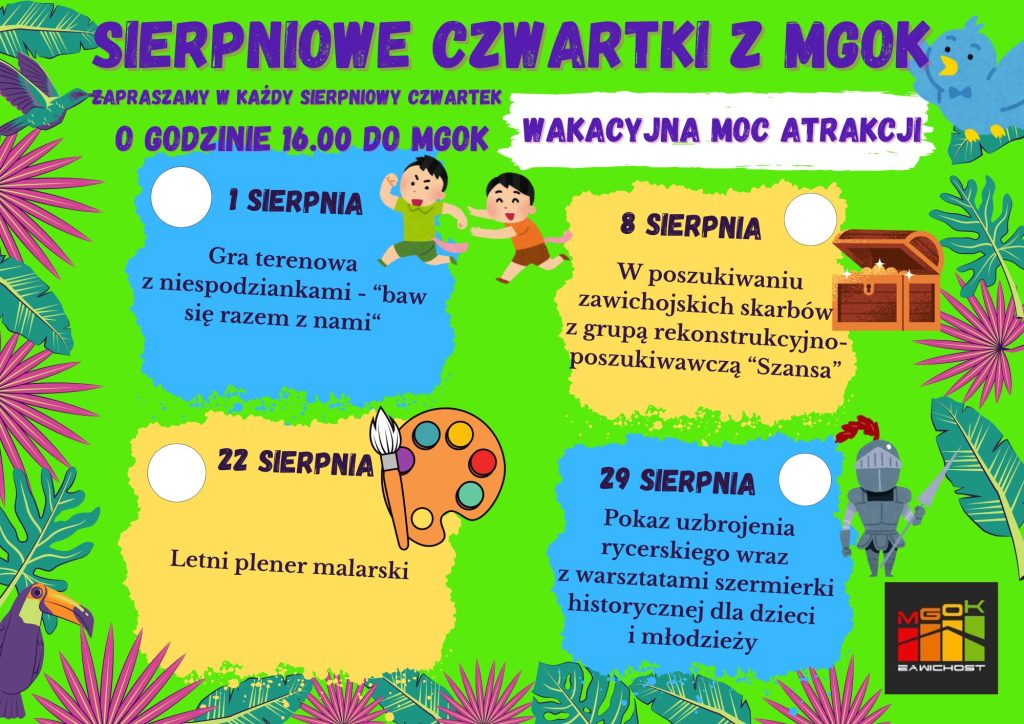 SIERPNIOWE CZWARTKI Z MGOK
ZAPRASZAMY W KAŻDY SIERPNIOWY CZWARTEK
O GODZINIE 16.00 DO MGOK
WAKACYJNA MOC ATRAKCJI
1 SIERPNIA
Gra terenowa
z niespodziankami - “baw
się razem z nami“
8 SIERPNIA
W poszukiwaniu
zawichojskich skarbów
z grupą rekonstrukcyjno-
poszukiwawczą “Szansa”
22 SIERPNIA
Letni plener malarski
29 SIERPNIA
Pokaz uzbrojenia
rycerskiego wraz
z warsztatami szermierki
historycznej dla dzieci
i młodzieży
MGOK
ZAWICHOST